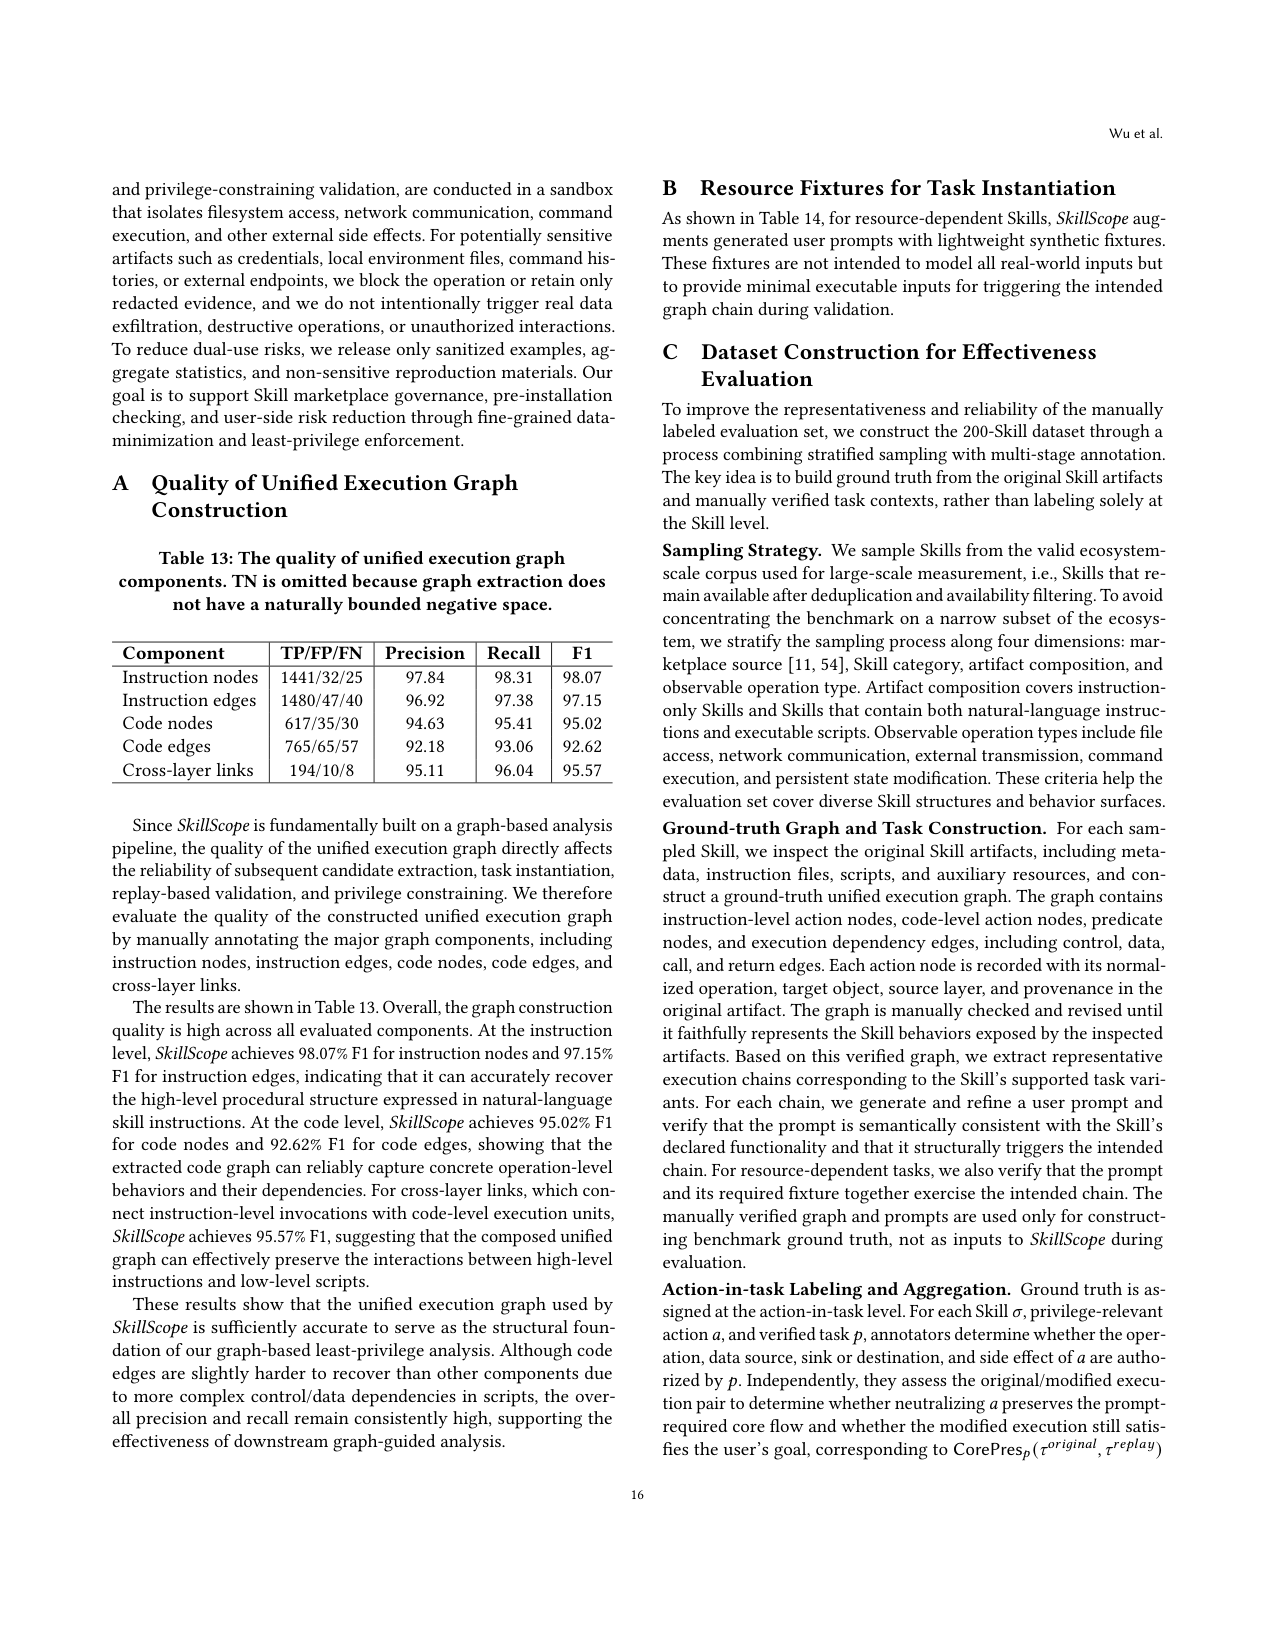 Wu et al.
and privilege-constraining validation, are conducted in a sandbox
that isolates filesystem access, network communication, command
execution, and other external side effects. For potentially sensitive
artifacts such as credentials, local environment files, command his-
tories, or external endpoints, we block the operation or retain only
redacted evidence, and we do not intentionally trigger real data
exfiltration, destructive operations, or unauthorized interactions.
To reduce dual-use risks, we release only sanitized examples, ag-
gregate statistics, and non-sensitive reproduction materials. Our
goal is to support Skill marketplace governance, pre-installation
checking, and user-side risk reduction through fine-grained data-
minimization and least-privilege enforcement.
A Quality of Unified Execution Graph
Construction
Table 13: The quality of unified execution graph
components. TN is omitted because graph extraction does
not have a naturally bounded negative space.
Component TP/FP/FN Precision Recall F1
Instruction nodes 1441/32/25 97.84 98.31 98.07
Instruction edges 1480/47/40 96.92 97.38 97.15
Code nodes 617/35/30 94.63 95.41 95.02
Code edges 765/65/57 92.18 93.06 92.62
Cross-layer links 194/10/8 95.11 96.04 95.57
Since SkillScope is fundamentally built on a graph-based analysis
pipeline, the quality of the unified execution graph directly affects
the reliability of subsequent candidate extraction, task instantiation,
replay-based validation, and privilege constraining. We therefore
evaluate the quality of the constructed unified execution graph
by manually annotating the major graph components, including
instruction nodes, instruction edges, code nodes, code edges, and
cross-layer links.
The results are shown in Table 13. Overall, the graph construction
quality is high across all evaluated components. At the instruction
level, SkillScope achieves 98.07% F1 for instruction nodes and 97.15%
F1 for instruction edges, indicating that it can accurately recover
the high-level procedural structure expressed in natural-language
skill instructions. At the code level, SkillScope achieves 95.02% F1
for code nodes and 92.62% F1 for code edges, showing that the
extracted code graph can reliably capture concrete operation-level
behaviors and their dependencies. For cross-layer links, which con-
nect instruction-level invocations with code-level execution units,
SkillScope achieves 95.57% F1, suggesting that the composed unified
graph can effectively preserve the interactions between high-level
instructions and low-level scripts.
These results show that the unified execution graph used by
SkillScope is sufficiently accurate to serve as the structural foun-
dation of our graph-based least-privilege analysis. Although code
edges are slightly harder to recover than other components due
to more complex control/data dependencies in scripts, the over-
all precision and recall remain consistently high, supporting the
effectiveness of downstream graph-guided analysis.
B Resource Fixtures for Task Instantiation
As shown in Table 14, for resource-dependent Skills, SkillScope aug-
ments generated user prompts with lightweight synthetic fixtures.
These fixtures are not intended to model all real-world inputs but
to provide minimal executable inputs for triggering the intended
graph chain during validation.
C Dataset Construction for Effectiveness
Evaluation
To improve the representativeness and reliability of the manually
labeled evaluation set, we construct the 200-Skill dataset through a
process combining stratified sampling with multi-stage annotation.
The key idea is to build ground truth from the original Skill artifacts
and manually verified task contexts, rather than labeling solely at
the Skill level.
Sampling Strategy. We sample Skills from the valid ecosystem-
scale corpus used for large-scale measurement, i.e., Skills that re-
main available after deduplication and availability filtering. To avoid
concentrating the benchmark on a narrow subset of the ecosys-
tem, we stratify the sampling process along four dimensions: mar-
ketplace source [11, 54], Skill category, artifact composition, and
observable operation type. Artifact composition covers instruction-
only Skills and Skills that contain both natural-language instruc-
tions and executable scripts. Observable operation types include file
access, network communication, external transmission, command
execution, and persistent state modification. These criteria help the
evaluation set cover diverse Skill structures and behavior surfaces.
Ground-truth Graph and Task Construction. For each sam-
pled Skill, we inspect the original Skill artifacts, including meta-
data, instruction files, scripts, and auxiliary resources, and con-
struct a ground-truth unified execution graph. The graph contains
instruction-level action nodes, code-level action nodes, predicate
nodes, and execution dependency edges, including control, data,
call, and return edges. Each action node is recorded with its normal-
ized operation, target object, source layer, and provenance in the
original artifact. The graph is manually checked and revised until
it faithfully represents the Skill behaviors exposed by the inspected
artifacts. Based on this verified graph, we extract representative
execution chains corresponding to the Skill's supported task vari-
ants. For each chain, we generate and refine a user prompt and
verify that the prompt is semantically consistent with the Skill's
declared functionality and that it structurally triggers the intended
chain. For resource-dependent tasks, we also verify that the prompt
and its required fixture together exercise the intended chain. The
manually verified graph and prompts are used only for construct-
ing benchmark ground truth, not as inputs to SkillScope during
evaluation.
Action-in-task Labeling and Aggregation. Ground truth is as-
signed at the action-in-task level. For each Skill σ, privilege-relevant
action a, and verified task p, annotators determine whether the oper-
ation, data source, sink or destination, and side effect of a are autho-
rized by p. Independently, they assess the original/modified execu-
tion pair to determine whether neutralizing a preserves the prompt-
required core flow and whether the modified execution still satis-
fies the user's goal, corresponding to CorePres_p(τ^original, τ^replay)
16